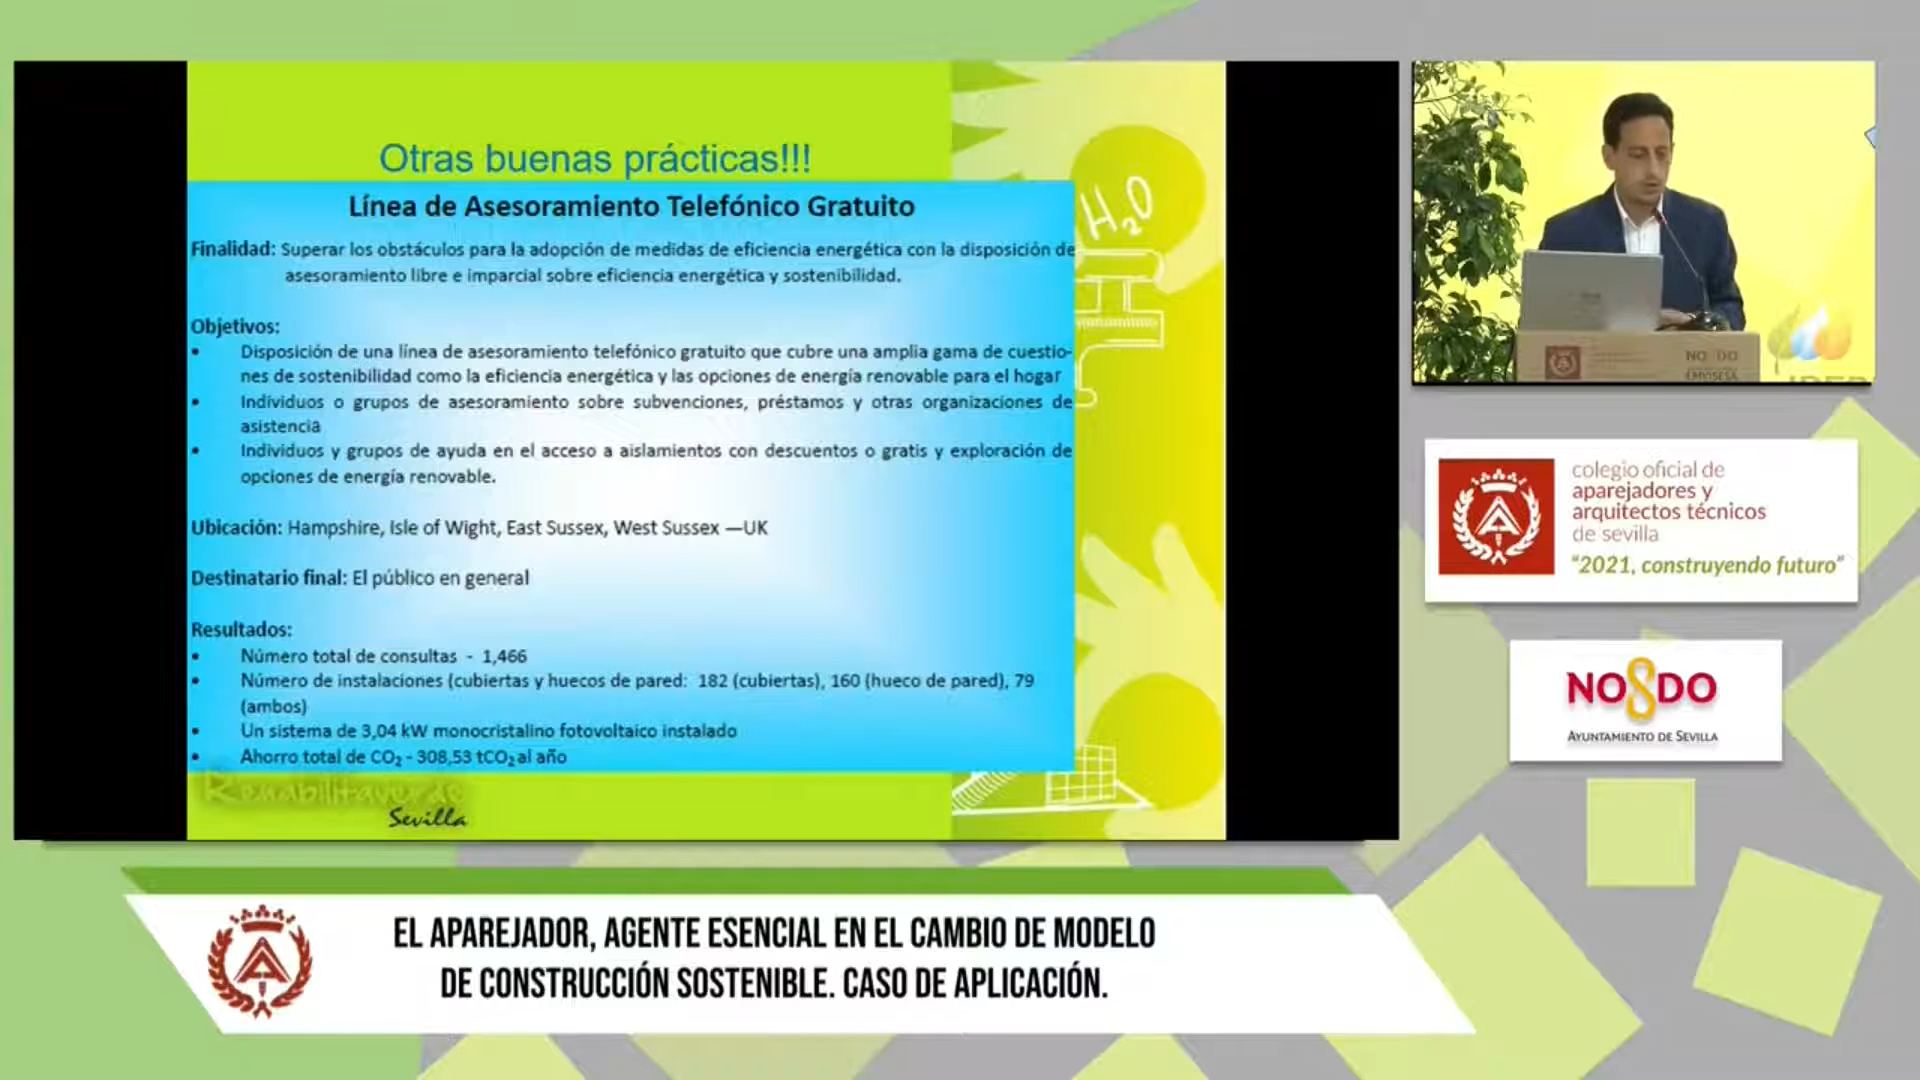 Otras buenas prácticas!!!
Línea de Asesoramiento Telefónico Gratuito
Finalidad: Superar los obstáculos para la adopción de medidas de eficiencia energética con la disposición de
asesoramiento libre e imparcial sobre eficiencia energética y sostenibilidad.
Objetivos:
• Disposición de una línea de asesoramiento telefónico gratuito que cubre una amplia gama de cuestio-
nes de sostenibilidad como la eficiencia energética y las opciones de energía renovable para el hogar
• Individuos o grupos de asesoramiento sobre subvenciones, préstamos y otras organizaciones de
asistencia
• Individuos y grupos de ayuda en el acceso a aislamientos con descuentos o gratis y exploración de
opciones de energía renovable.
Ubicación: Hampshire, Isle of Wight, East Sussex, West Sussex —UK
Destinatario final: El público en general
Resultados:
• Número total de consultas - 1,466
• Número de instalaciones (cubiertas y huecos de pared: 182 (cubiertas), 160 (hueco de pared), 79
(ambos)
• Un sistema de 3,04 kW monocristalino fotovoltaico instalado
• Ahorro total de CO₂ - 308,53 tCO₂ al año
Sevilla
H₂O
NO DO
EMASESA
colegio oficial de
aparejadores y
arquitectos técnicos
de sevilla
"2021, construyendo futuro"
NO8DO
AYUNTAMIENTO DE SEVILLA
EL APAREJADOR, AGENTE ESENCIAL EN EL CAMBIO DE MODELO
DE CONSTRUCCIÓN SOSTENIBLE. CASO DE APLICACIÓN.